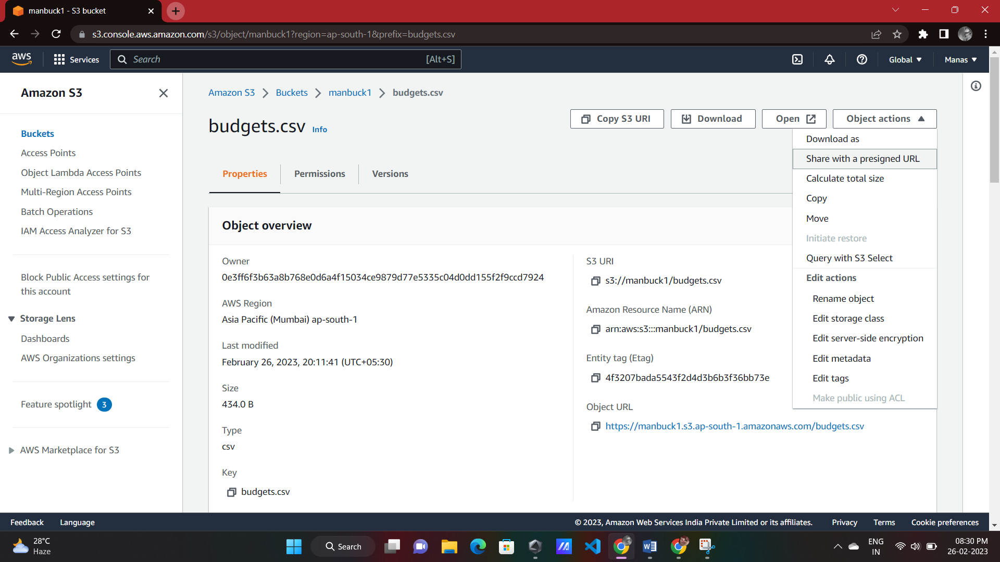 manbuck1 - S3 bucket
s3.console.aws.amazon.com/s3/object/manbuck1?region=ap-south-1&prefix=budgets.csv
aws
Services
Search
[Alt+S]
Global
Manas
Amazon S3
Buckets
Access Points
Object Lambda Access Points
Multi-Region Access Points
Batch Operations
IAM Access Analyzer for S3
Block Public Access settings for
this account
Storage Lens
Dashboards
AWS Organizations settings
Feature spotlight 3
AWS Marketplace for S3
Amazon S3 > Buckets > manbuck1 > budgets.csv
budgets.csv Info
Copy S3 URI
Download
Open
Object actions
Download as
Share with a presigned URL
Calculate total size
Copy
Move
Initiate restore
Query with S3 Select
Edit actions
Rename object
Edit storage class
Edit server-side encryption
Edit metadata
Edit tags
Make public using ACL
Properties
Permissions
Versions
Object overview
Owner
0e3ff6f3b63a8b768e0d6a4f15034ce9879d77e5335c04d0dd155f2f9ccd7924
AWS Region
Asia Pacific (Mumbai) ap-south-1
Last modified
February 26, 2023, 20:11:41 (UTC+05:30)
Size
434.0 B
Type
csv
Key
budgets.csv
S3 URI
s3://manbuck1/budgets.csv
Amazon Resource Name (ARN)
arn:aws:s3:::manbuck1/budgets.csv
Entity tag (Etag)
4f3207bada5543f2d4d3b6b3f36bb73e
Object URL
https://manbuck1.s3.ap-south-1.amazonaws.com/budgets.csv
Feedback
Language
© 2023, Amazon Web Services India Private Limited or its affiliates.
Privacy
Terms
Cookie preferences
28°C
Haze
Search
ENG
IN
08:30 PM
26-02-2023